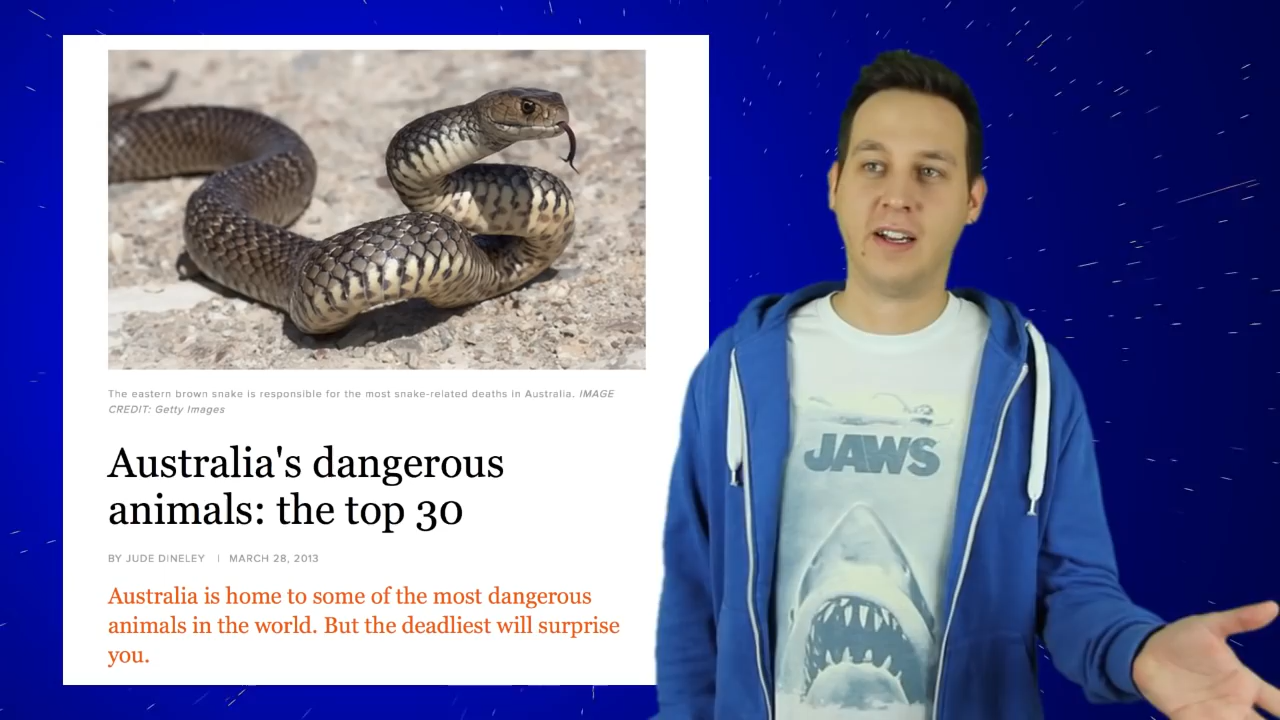 The eastern brown snake is responsible for the most snake-related deaths in Australia. IMAGE
CREDIT: Getty Images
Australia's dangerous
animals: the top 30
BY JUDE DINELEY | MARCH 28, 2013
Australia is home to some of the most dangerous
animals in the world. But the deadliest will surprise
you.
JAWS